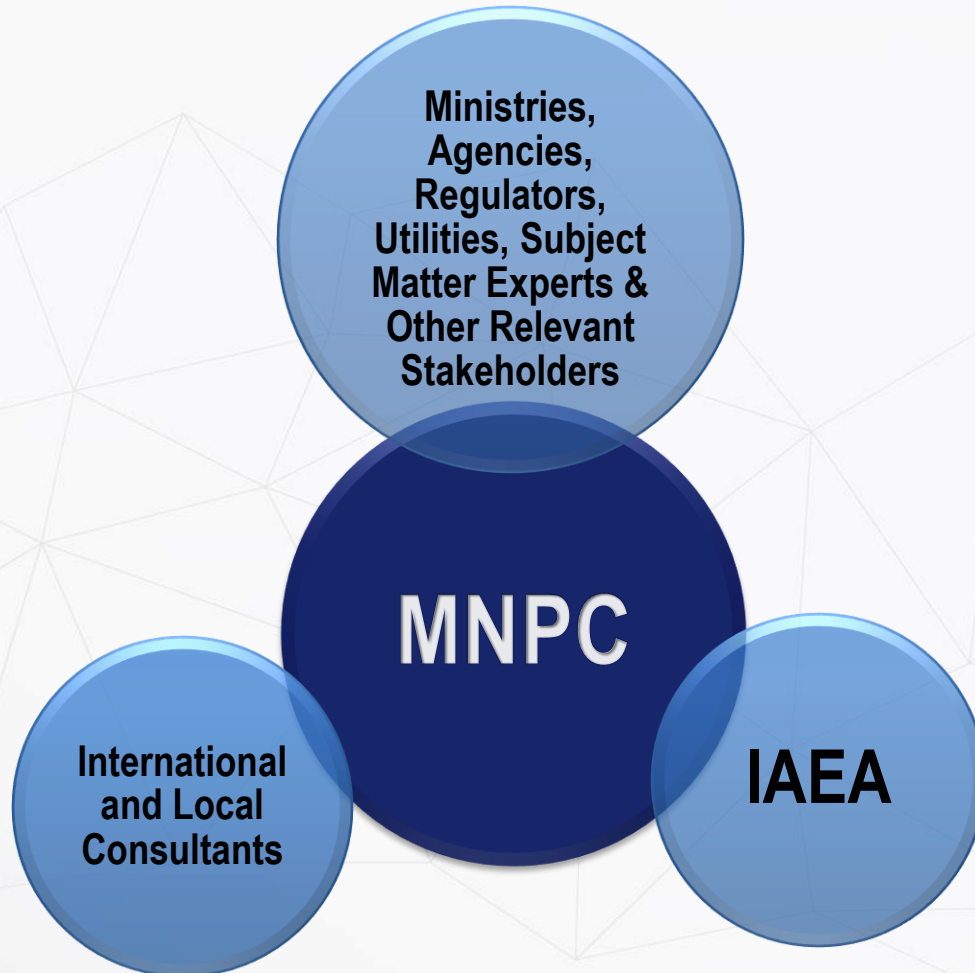 Ministries,
Agencies,
Regulators,
Utilities, Subject
Matter Experts &
Other Relevant
Stakeholders
MNPC
International
and Local
Consultants
IAEA